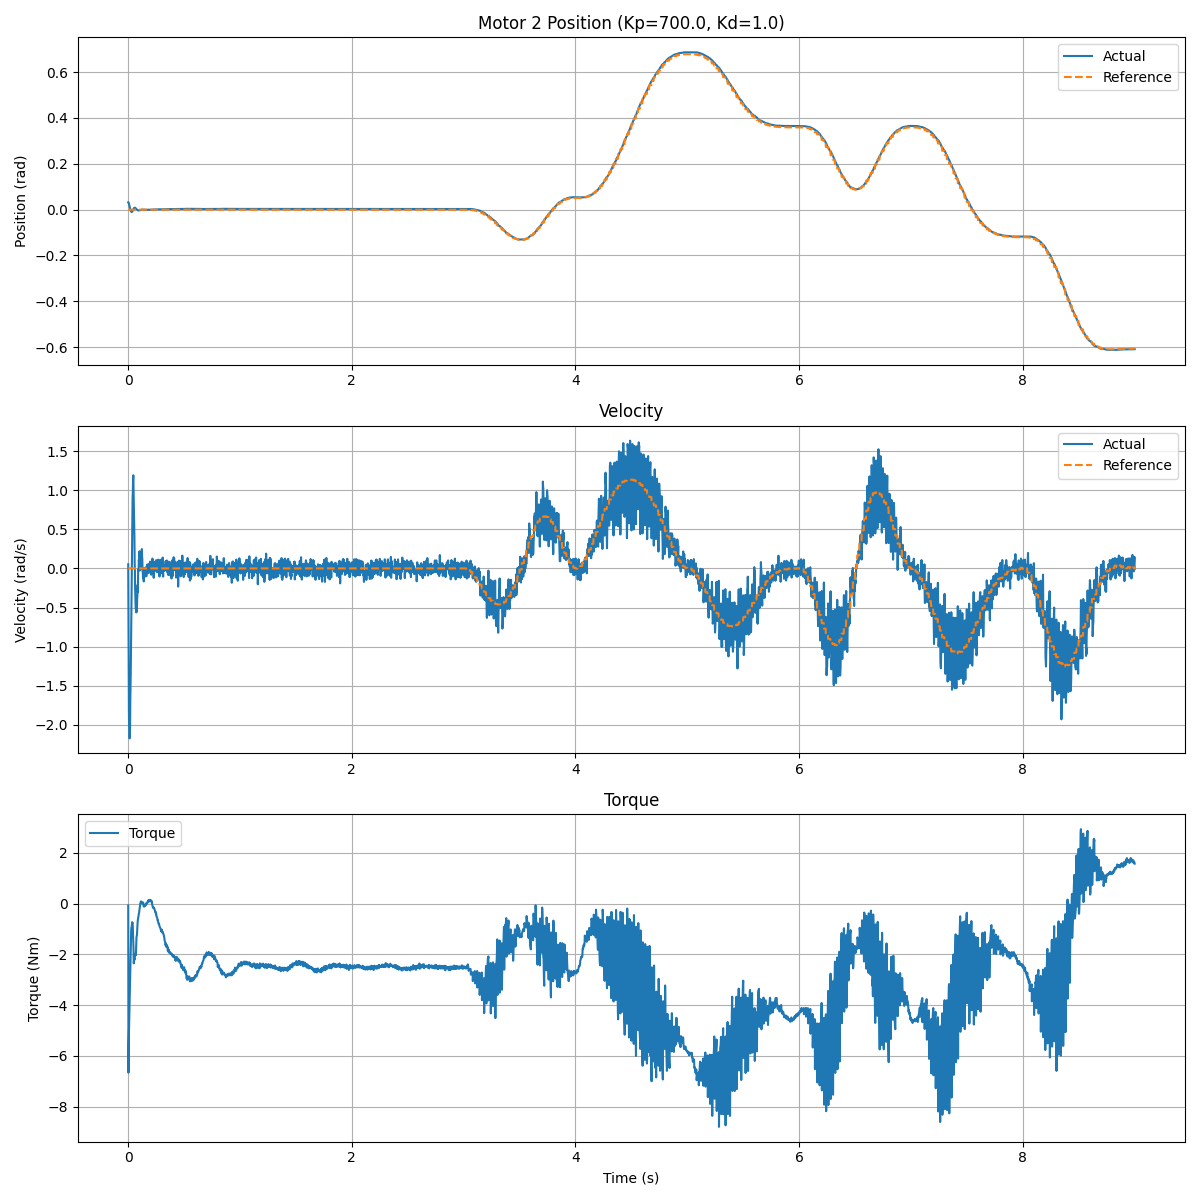 Motor 2 Position (Kp=700.0, Kd=1.0)
Actual
Reference
Position (rad)
0.6
0.4
0.2
0.0
−0.2
−0.4
−0.6
0 2 4 6 8
Velocity
Actual
Reference
Velocity (rad/s)
1.5
1.0
0.5
0.0
−0.5
−1.0
−1.5
−2.0
0 2 4 6 8
Torque
Torque
Torque (Nm)
2
0
−2
−4
−6
−8
0 2 4 6 8
Time (s)